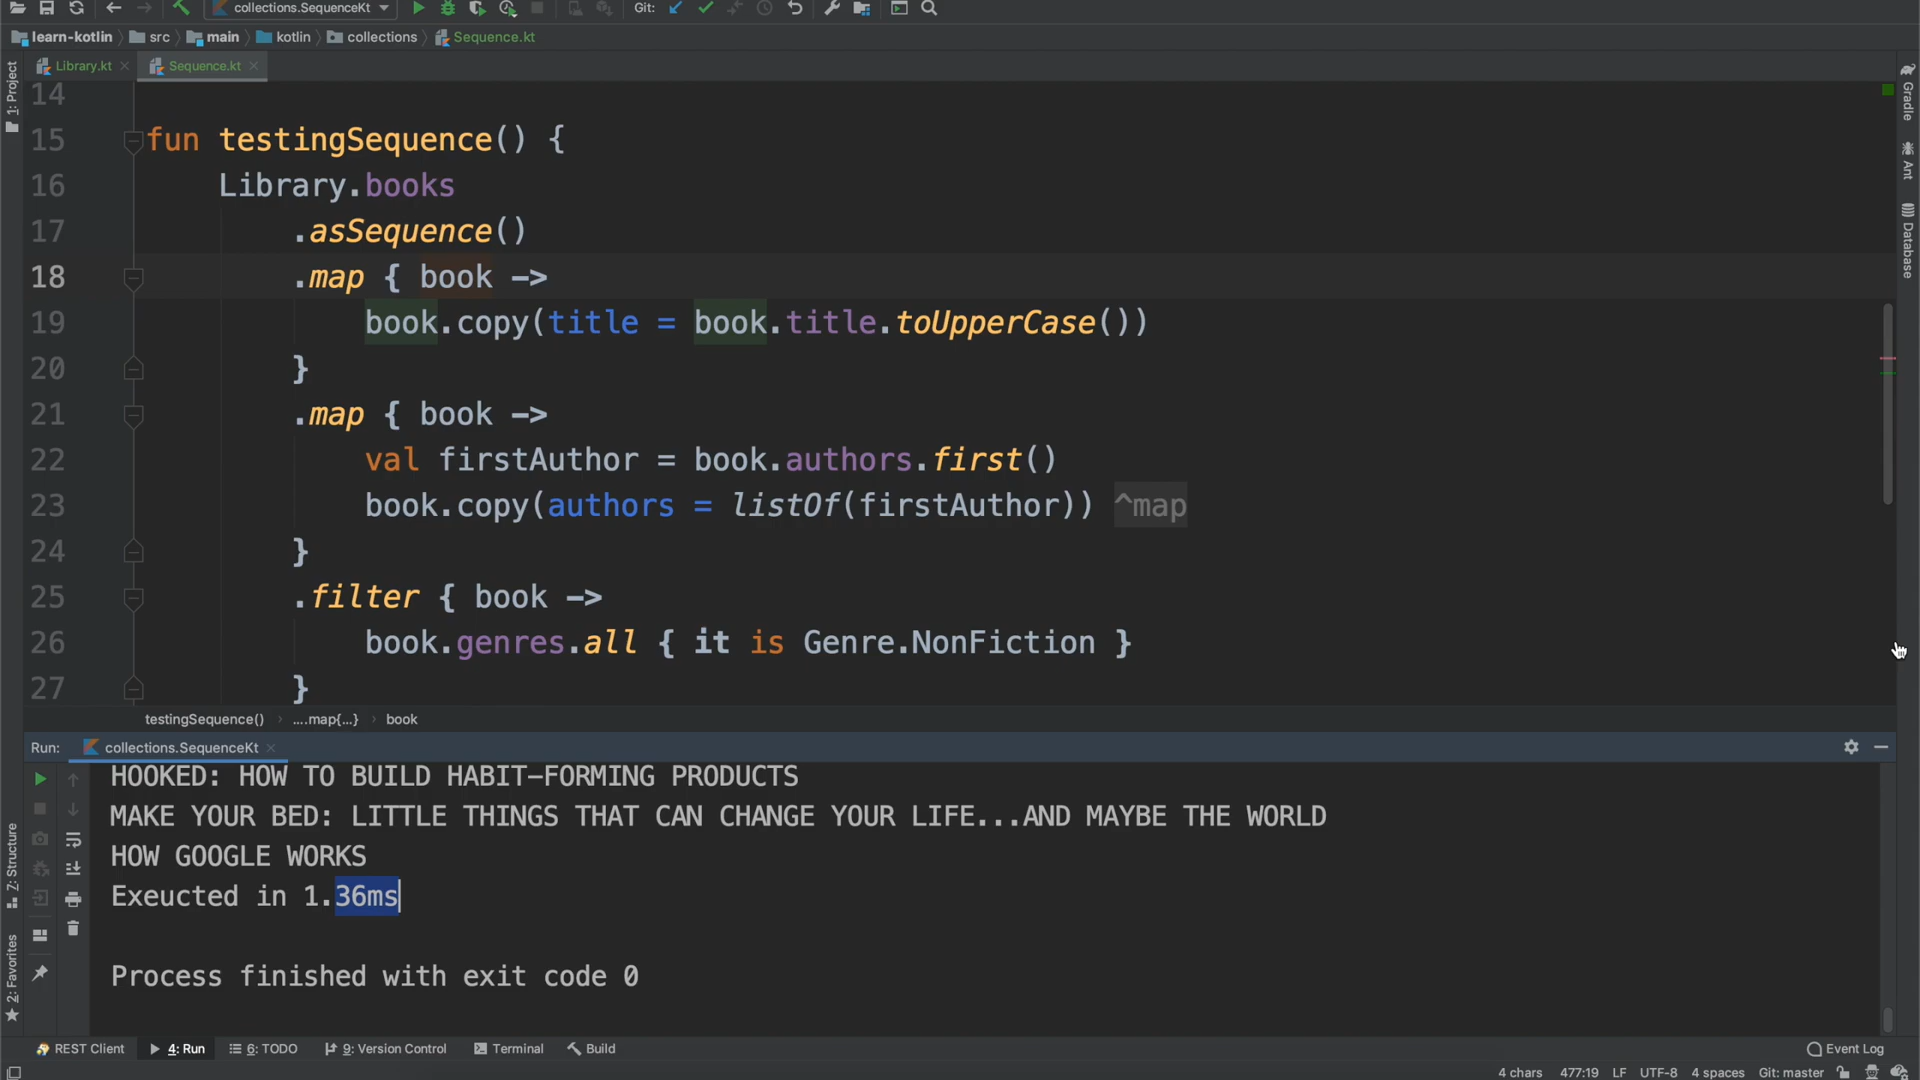 collections.SequenceKt
Git:
learn-kotlin
src
main
kotlin
collections
Sequence.kt
Library.kt
Sequence.kt
1: Project
Gradle
Ant
Database
14
15 fun testingSequence() {
16 Library.books
17 .asSequence()
18 .map { book ->
19 book.copy(title = book.title.toUpperCase())
20 }
21 .map { book ->
22 val firstAuthor = book.authors.first()
23 book.copy(authors = listOf(firstAuthor)) ^map
24 }
25 .filter { book ->
26 book.genres.all { it is Genre.NonFiction }
27 }
testingSequence() › ....map{...} › book
Run: collections.SequenceKt
HOOKED: HOW TO BUILD HABIT-FORMING PRODUCTS
MAKE YOUR BED: LITTLE THINGS THAT CAN CHANGE YOUR LIFE...AND MAYBE THE WORLD
HOW GOOGLE WORKS
Exeucted in 1.36ms
Process finished with exit code 0
Z: Structure
2: Favorites
REST Client
4: Run
6: TODO
9: Version Control
Terminal
Build
Event Log
4 chars
477:19
LF
UTF-8
4 spaces
Git: master